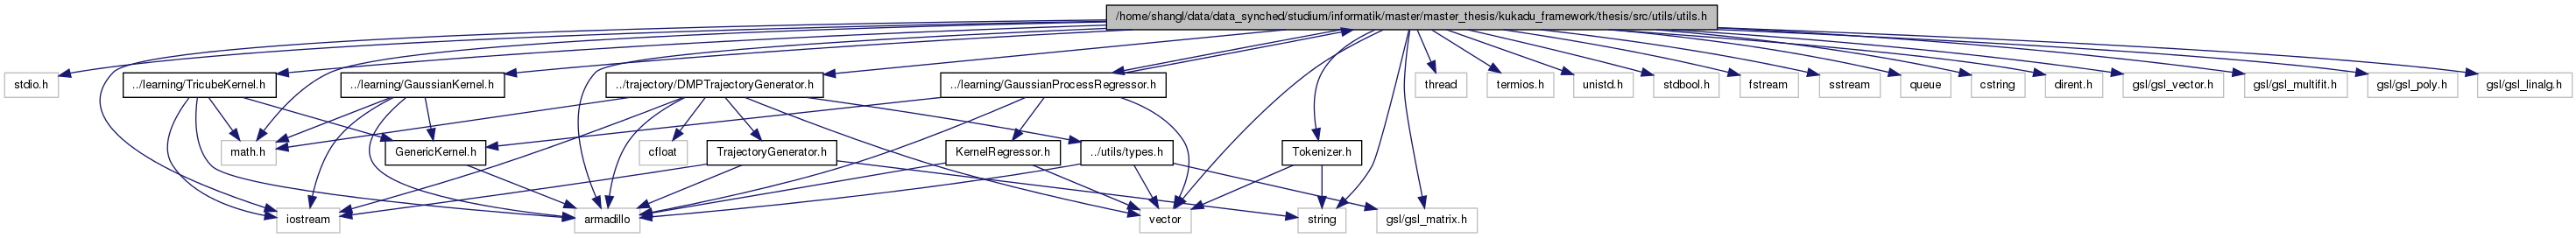 /home/shangl/data/data_synched/studium/informatik/master/master_thesis/kukadu_framework/thesis/src/utils/utils.h
stdio.h
../learning/TricubeKernel.h
../learning/GaussianKernel.h
../trajectory/DMPTrajectoryGenerator.h
../learning/GaussianProcessRegressor.h
thread
termios.h
unistd.h
stdbool.h
fstream
sstream
queue
cstring
dirent.h
gsl/gsl_vector.h
gsl/gsl_multifit.h
gsl/gsl_poly.h
gsl/gsl_linalg.h
math.h
GenericKernel.h
cfloat
TrajectoryGenerator.h
KernelRegressor.h
../utils/types.h
Tokenizer.h
iostream
armadillo
vector
string
gsl/gsl_matrix.h